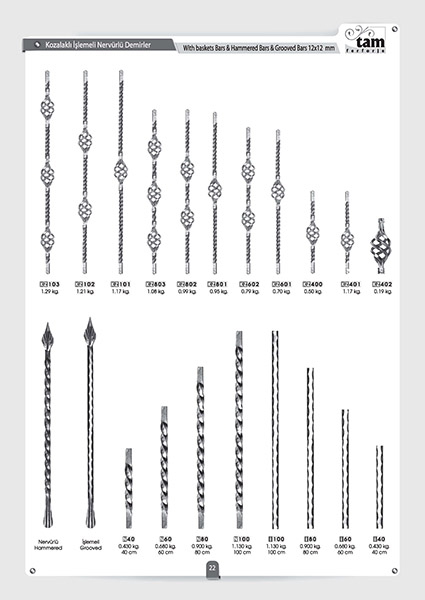 Kozalaklı İşlemeli Nervürlü Demirler
With baskets Bars & Hammered Bars & Grooved Bars 12x12 mm
tam
ferforje
103 102 101 803 802 801 602 601 400 401 402
1.29 kg. 1.21 kg. 1.17 kg. 1.08 kg. 0.99 kg. 0.95 kg. 0.79 kg. 0.70 kg. 0.50 kg. 1.17 kg. 0.19 kg.
Nervürlü İşlemeli 40 60 80 100 100 80 60 40
Hammered Grooved 0.430 kg. 0.680 kg. 0.900 kg. 1.130 kg. 1.130 kg. 0.900 kg. 0.680 kg. 0.430 kg.
40 cm 60 cm 80 cm 100 cm 100 cm 80 cm 60 cm 40 cm
22